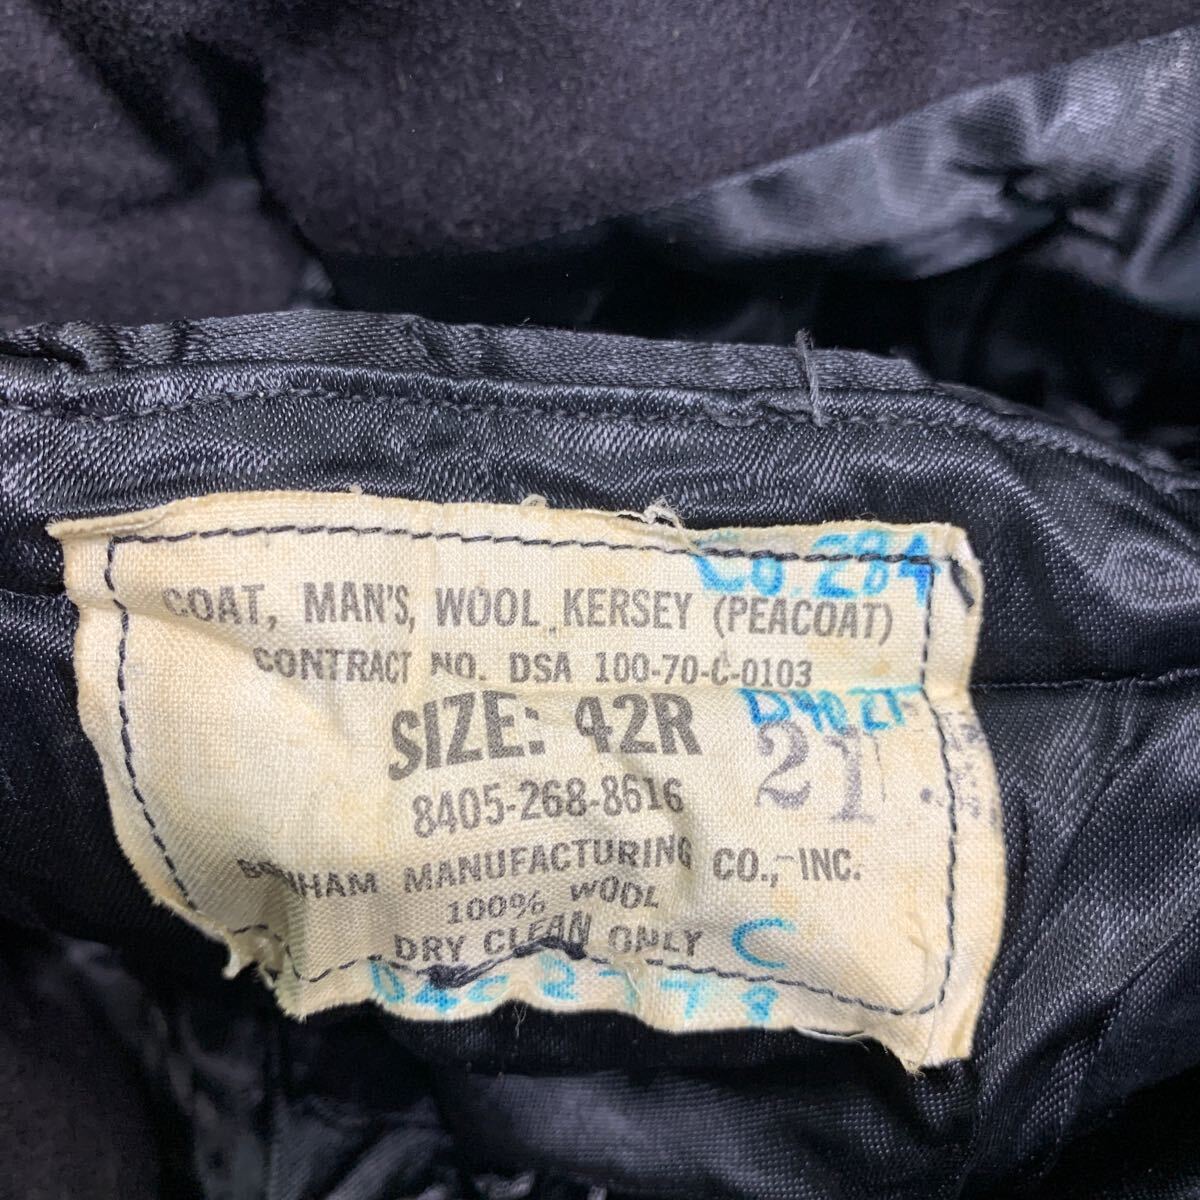 Co. 284
COAT, MAN'S, WOOL KERSEY (PEACOAT)
CONTRACT NO. DSA 100-70-C-0103
SIZE: 42R
21
8405-268-8616
MANUFACTURING CO., INC.
100% WOOL
DRY CLEAN ONLY C